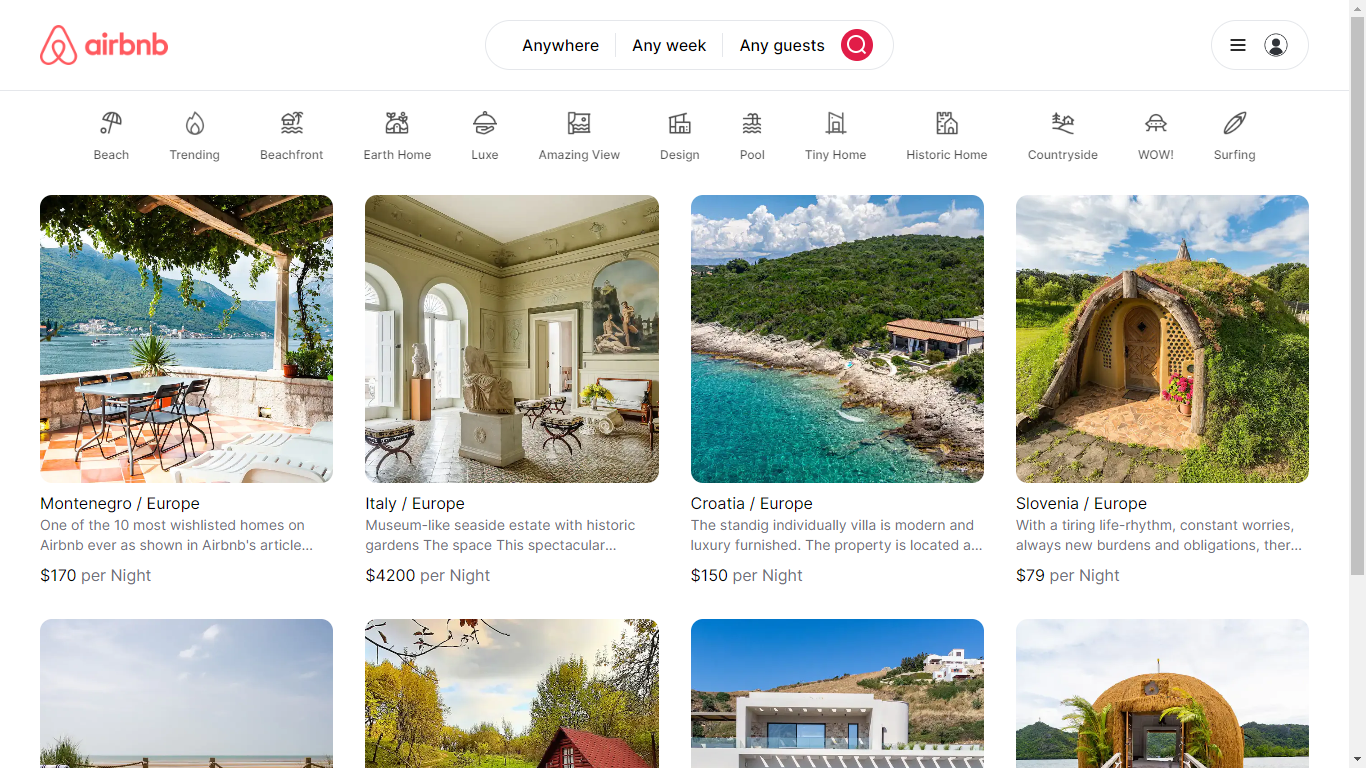 airbnb
Anywhere
Any week
Any guests
Beach
Trending
Beachfront
Earth Home
Luxe
Amazing View
Design
Pool
Tiny Home
Historic Home
Countryside
WOW!
Surfing
Montenegro / Europe
One of the 10 most wishlisted homes on
Airbnb ever as shown in Airbnb's article...
$170 per Night
Italy / Europe
Museum-like seaside estate with historic
gardens The space This spectacular...
$4200 per Night
Croatia / Europe
The standig individually villa is modern and
luxury furnished. The property is located a...
$150 per Night
Slovenia / Europe
With a tiring life-rhythm, constant worries,
always new burdens and obligations, ther...
$79 per Night